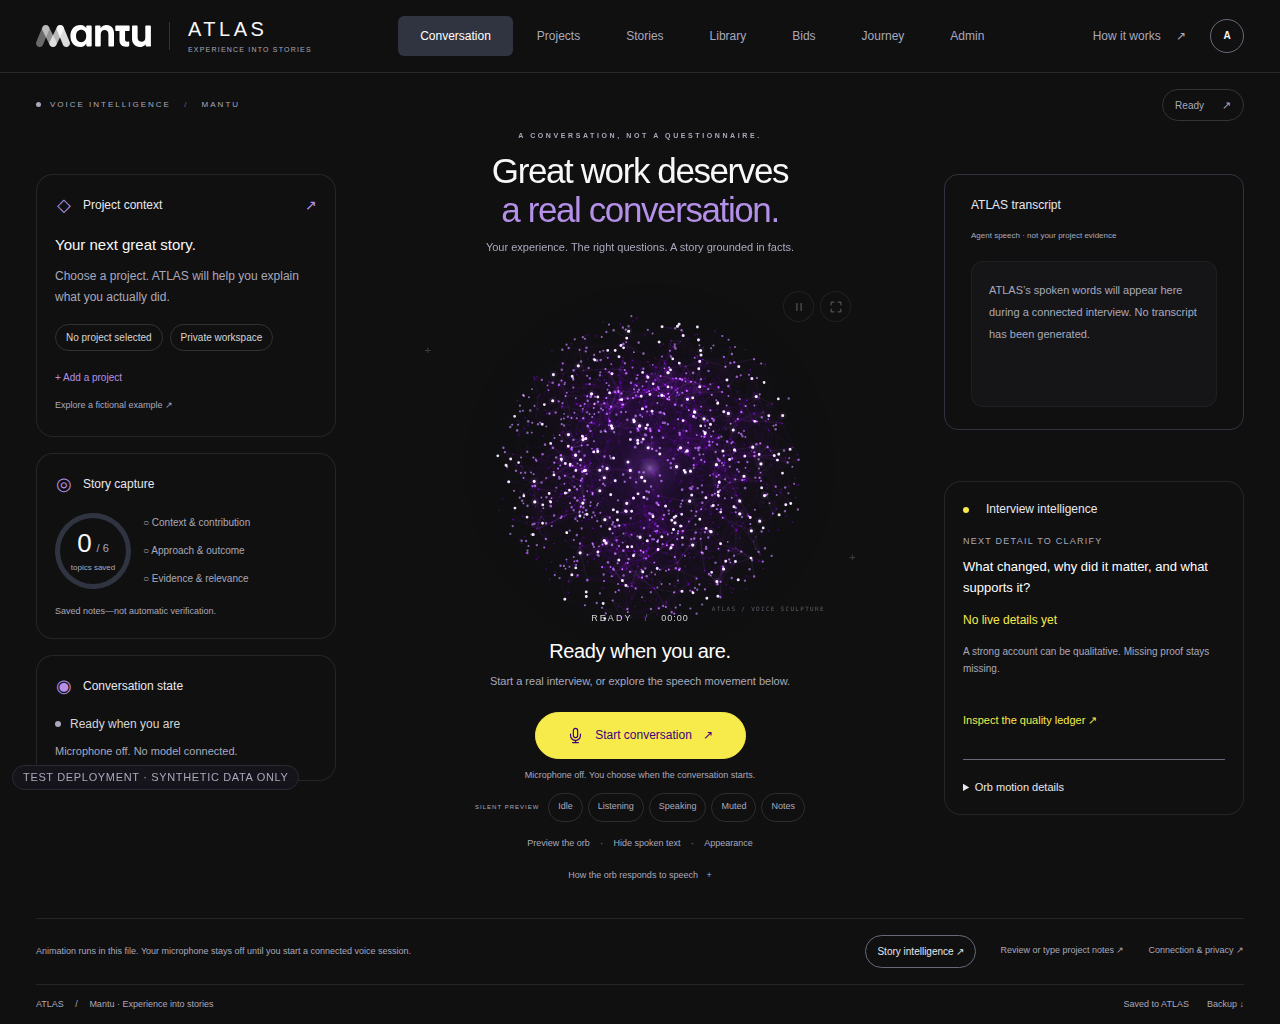 mantu
ATLAS
EXPERIENCE INTO STORIES
Conversation
Projects
Stories
Library
Bids
Journey
Admin
How it works ↗
A
VOICE INTELLIGENCE / MANTU
Ready ↗
A CONVERSATION, NOT A QUESTIONNAIRE.
Great work deserves
a real conversation.
Your experience. The right questions. A story grounded in facts.
Project context ↗
Your next great story.
Choose a project. ATLAS will help you explain
what you actually did.
No project selected
Private workspace
+ Add a project
Explore a fictional example ↗
Story capture
0 / 6
topics saved
○ Context & contribution
○ Approach & outcome
○ Evidence & relevance
Saved notes—not automatic verification.
Conversation state
Ready when you are
Microphone off. No model connected.
TEST DEPLOYMENT · SYNTHETIC DATA ONLY
ATLAS / VOICE SCULPTURE
READY / 00:00
Ready when you are.
Start a real interview, or explore the speech movement below.
Start conversation ↗
Microphone off. You choose when the conversation starts.
SILENT PREVIEW
Idle
Listening
Speaking
Muted
Notes
Preview the orb · Hide spoken text · Appearance
How the orb responds to speech +
ATLAS transcript
Agent speech · not your project evidence
ATLAS's spoken words will appear here
during a connected interview. No transcript
has been generated.
Interview intelligence
NEXT DETAIL TO CLARIFY
What changed, why did it matter, and what
supports it?
No live details yet
A strong account can be qualitative. Missing proof stays
missing.
Inspect the quality ledger ↗
▶ Orb motion details
Animation runs in this file. Your microphone stays off until you start a connected voice session.
Story intelligence ↗
Review or type project notes ↗
Connection & privacy ↗
ATLAS / Mantu · Experience into stories
Saved to ATLAS
Backup ↓